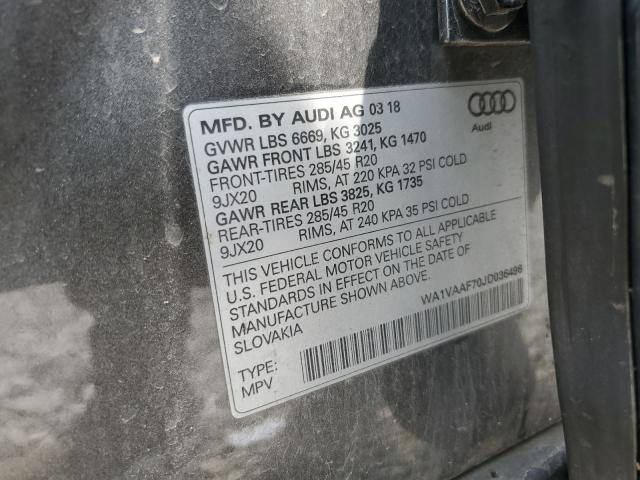 MFD. BY AUDI AG 03 18
GVWR LBS 6669, KG 3025
GAWR FRONT LBS 3241, KG 1470
FRONT-TIRES 285/45 R20
9JX20 RIMS, AT 220 KPA 32 PSI COLD
GAWR REAR LBS 3825, KG 1735
REAR-TIRES 285/45 R20
9JX20 RIMS, AT 240 KPA 35 PSI COLD
THIS VEHICLE CONFORMS TO ALL APPLICABLE
U.S. FEDERAL MOTOR VEHICLE SAFETY
STANDARDS IN EFFECT ON THE DATE OF
MANUFACTURE SHOWN ABOVE.
SLOVAKIA
WA1VAAF70JD036496
TYPE:
MPV